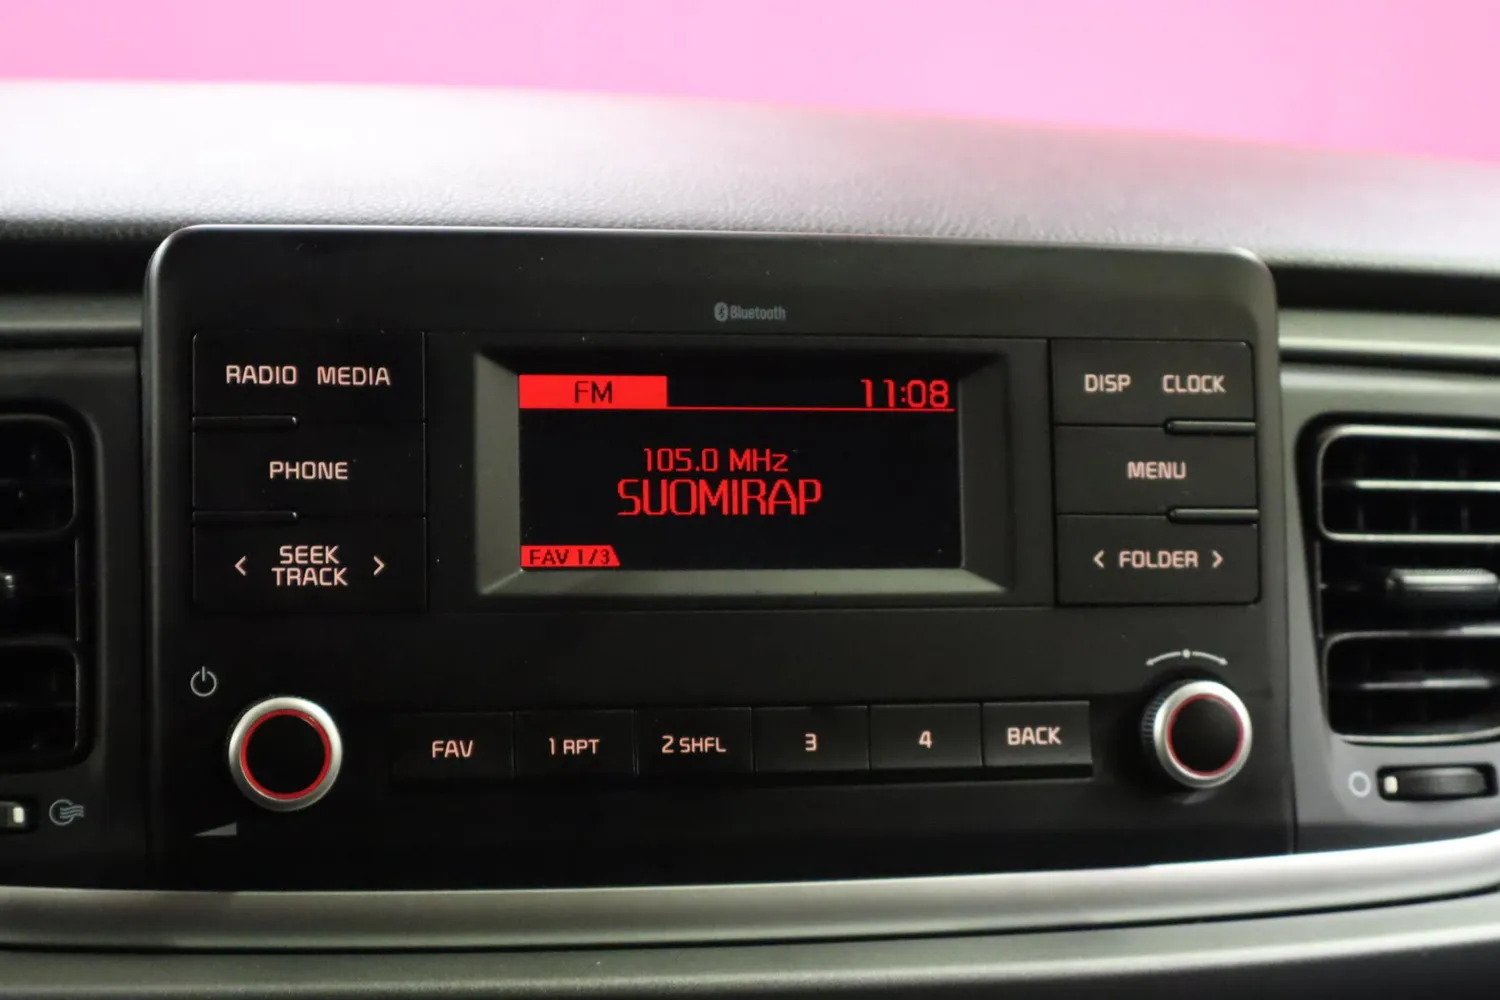 Bluetooth
RADIO MEDIA
PHONE
< SEEK TRACK >
FM 11:08
105.0 MHz
SUOMIRAP
FAV 1/3
DISP CLOCK
MENU
< FOLDER >
FAV 1 RPT 2 SHFL 3 4 BACK